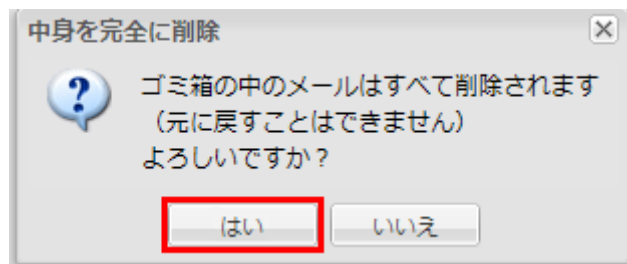 中身を完全に削除
ゴミ箱の中のメールはすべて削除されます
（元に戻すことはできません）
よろしいですか？
はい
いいえ